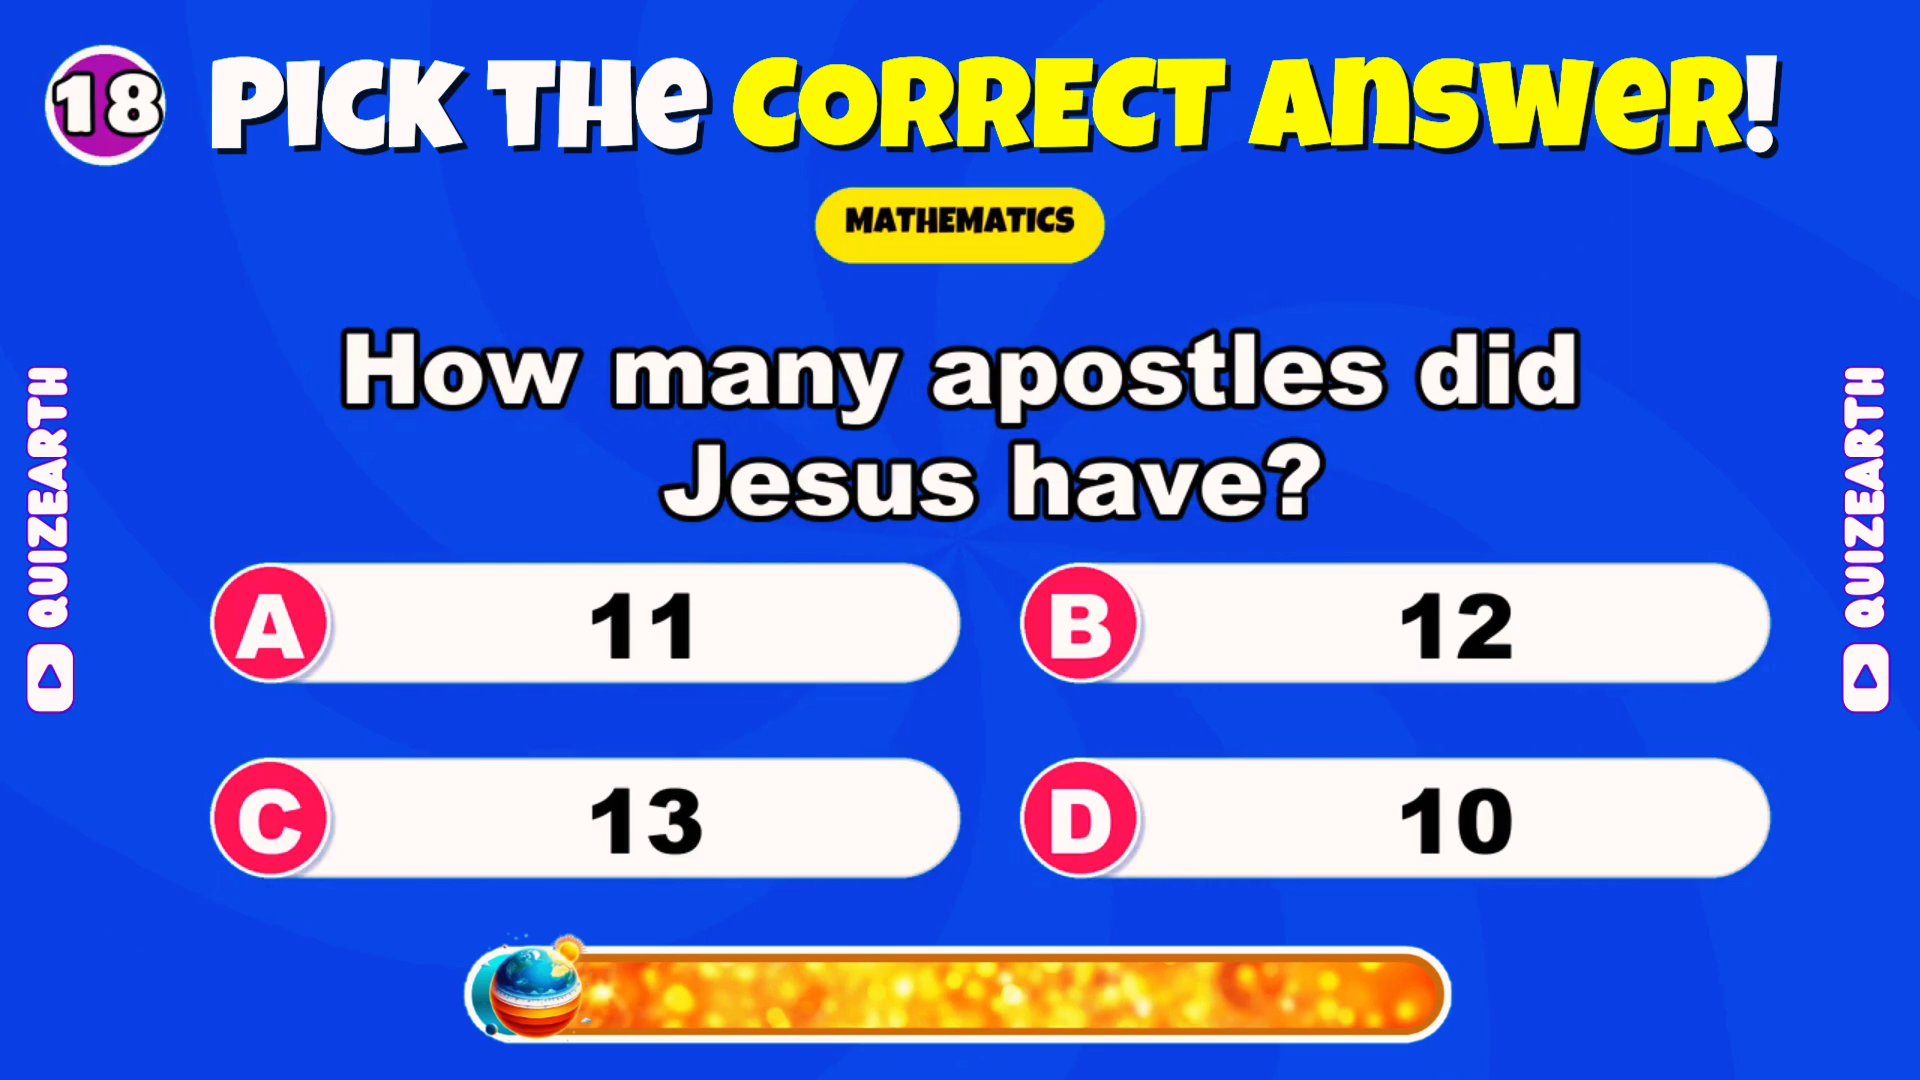 18 PICK THE CORRECT ANSWER!
MATHEMATICS
How many apostles did
Jesus have?
A 11
B 12
C 13
D 10
QUIZEARTH
QUIZEARTH